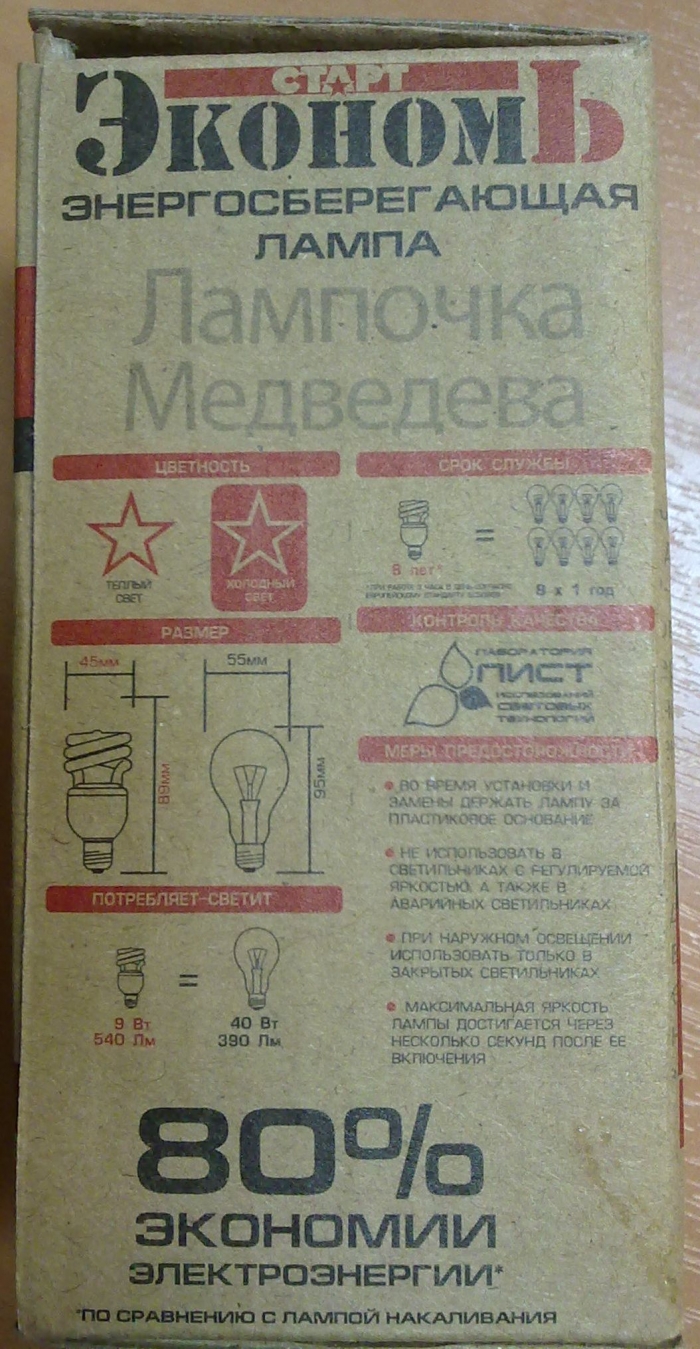 СТАРТ
ЭкономЬ
ЭНЕРГОСБЕРЕГАЮЩАЯ
ЛАМПА
Лампочка
Медведева
ЦВЕТНОСТЬ
ТЕПЛЫЙ
СВЕТ
ХОЛОДНЫЙ
СВЕТ
РАЗМЕР
45мм
55мм
89мм
95мм
ПОТРЕБЛЯЕТ-СВЕТИТ
=
9 Вт
540 Лм
40 Вт
390 Лм
СРОК СЛУЖБЫ
=
8 лет*
8 х 1 год
КОНТРОЛЬ КАЧЕСТВА
ЛАБОРАТОРИЯ
ЛИСТ
ИССЛЕДОВАНИЙ
СВЕТОВЫХ
ТЕХНОЛОГИЙ
МЕРЫ ПРЕДОСТОРОЖНОСТИ
• ВО ВРЕМЯ УСТАНОВКИ И
ЗАМЕНЫ ДЕРЖАТЬ ЛАМПУ ЗА
ПЛАСТИКОВОЕ ОСНОВАНИЕ
• НЕ ИСПОЛЬЗОВАТЬ В
СВЕТИЛЬНИКАХ С РЕГУЛИРУЕМОЙ
ЯРКОСТЬЮ, А ТАКЖЕ В
АВАРИЙНЫХ СВЕТИЛЬНИКАХ
• ПРИ НАРУЖНОМ ОСВЕЩЕНИИ
ИСПОЛЬЗОВАТЬ ТОЛЬКО В
ЗАКРЫТЫХ СВЕТИЛЬНИКАХ
• МАКСИМАЛЬНАЯ ЯРКОСТЬ
ЛАМПЫ ДОСТИГАЕТСЯ ЧЕРЕЗ
НЕСКОЛЬКО СЕКУНД ПОСЛЕ ЕЕ
ВКЛЮЧЕНИЯ
80%
ЭКОНОМИИ
ЭЛЕКТРОЭНЕРГИИ*
*ПО СРАВНЕНИЮ С ЛАМПОЙ НАКАЛИВАНИЯ